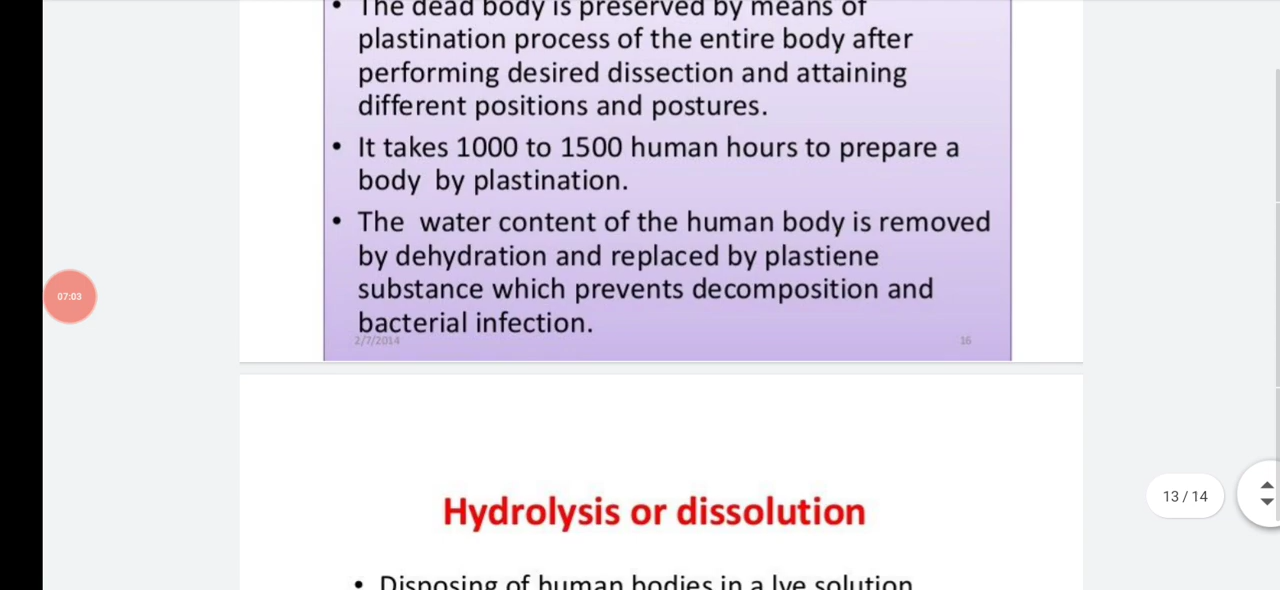 • The dead body is preserved by means of
plastination process of the entire body after
performing desired dissection and attaining
different positions and postures.
• It takes 1000 to 1500 human hours to prepare a
body by plastination.
• The water content of the human body is removed
by dehydration and replaced by plastiene
substance which prevents decomposition and
bacterial infection.
2/7/2014
16
07:03
13 / 14
Hydrolysis or dissolution
• Disposing of human bodies in a lye solution